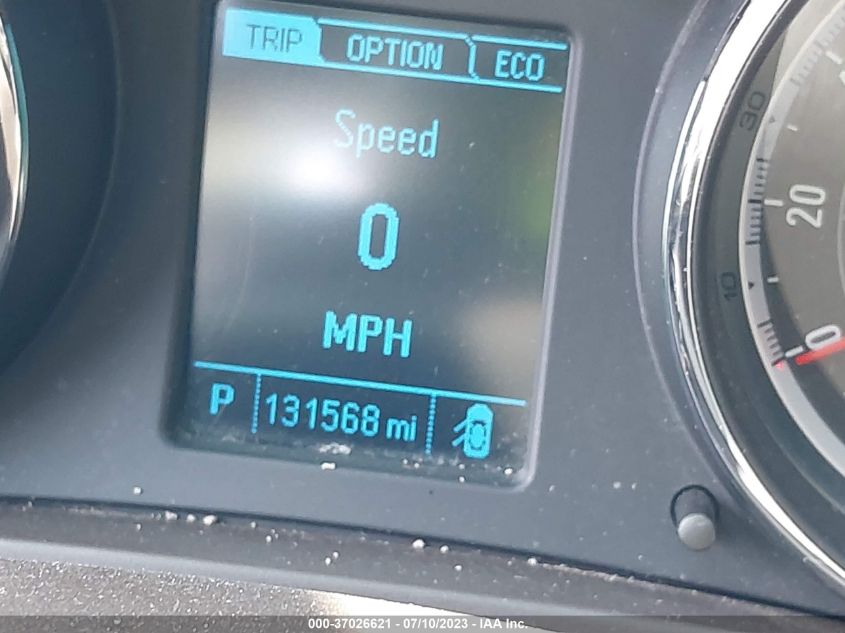 TRIP OPTION ECO
Speed
0
MPH
P 131568 mi
30
20
10
0
000-37026621 / 07/10/2023 - IAA Inc.